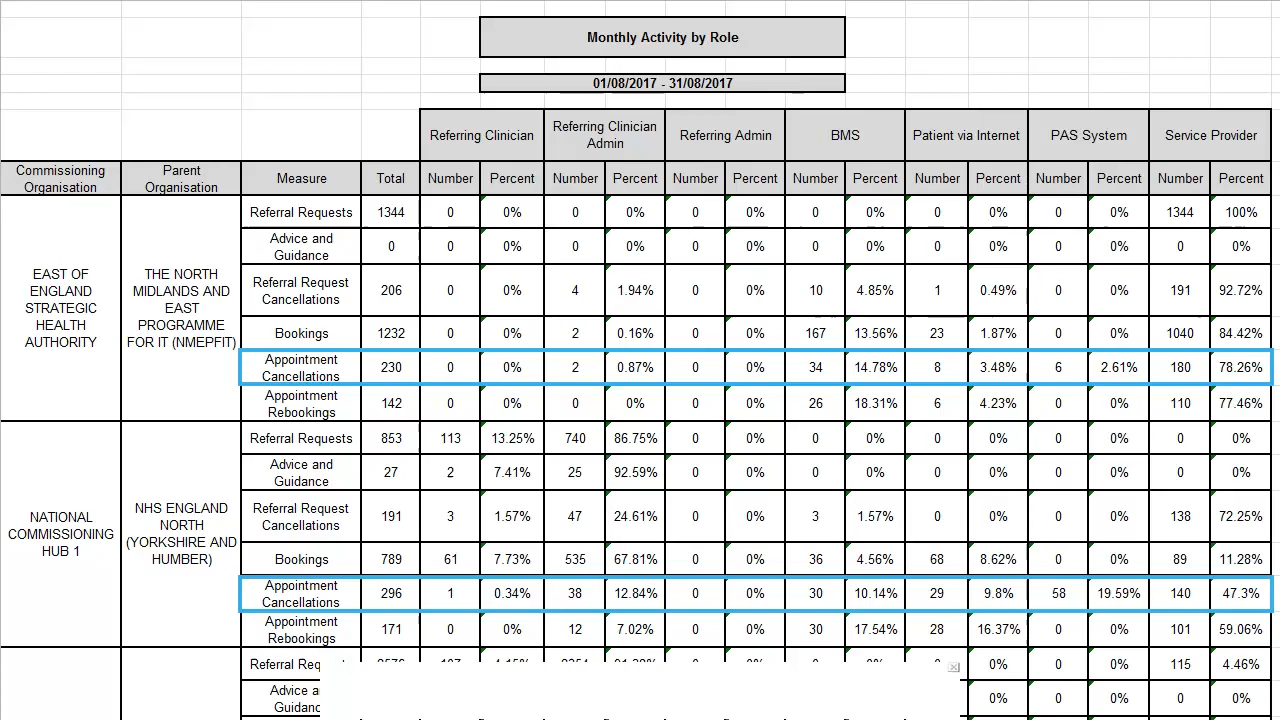 Monthly Activity by Role
01/08/2017 - 31/08/2017
Referring Clinician Referring Clinician Admin Referring Admin BMS Patient via Internet PAS System Service Provider
Commissioning Organisation Parent Organisation Measure Total Number Percent Number Percent Number Percent Number Percent Number Percent Number Percent Number Percent
EAST OF ENGLAND STRATEGIC HEALTH AUTHORITY
THE NORTH MIDLANDS AND EAST PROGRAMME FOR IT (NMEPFIT)
Referral Requests 1344 0 0% 0 0% 0 0% 0 0% 0 0% 0 0% 1344 100%
Advice and Guidance 0 0 0% 0 0% 0 0% 0 0% 0 0% 0 0% 0 0%
Referral Request Cancellations 206 0 0% 4 1.94% 0 0% 10 4.85% 1 0.49% 0 0% 191 92.72%
Bookings 1232 0 0% 2 0.16% 0 0% 167 13.56% 23 1.87% 0 0% 1040 84.42%
Appointment Cancellations 230 0 0% 2 0.87% 0 0% 34 14.78% 8 3.48% 6 2.61% 180 78.26%
Appointment Rebookings 142 0 0% 0 0% 0 0% 26 18.31% 6 4.23% 0 0% 110 77.46%
NATIONAL COMMISSIONING HUB 1
NHS ENGLAND NORTH (YORKSHIRE AND HUMBER)
Referral Requests 853 113 13.25% 740 86.75% 0 0% 0 0% 0 0% 0 0% 0 0%
Advice and Guidance 27 2 7.41% 25 92.59% 0 0% 0 0% 0 0% 0 0% 0 0%
Referral Request Cancellations 191 3 1.57% 47 24.61% 0 0% 3 1.57% 0 0% 0 0% 138 72.25%
Bookings 789 61 7.73% 535 67.81% 0 0% 36 4.56% 68 8.62% 0 0% 89 11.28%
Appointment Cancellations 296 1 0.34% 38 12.84% 0 0% 30 10.14% 29 9.8% 58 19.59% 140 47.3%
Appointment Rebookings 171 0 0% 12 7.02% 0 0% 30 17.54% 28 16.37% 0 0% 101 59.06%
Referral 0% 0 0% 115 4.46%
Advice 0% 0 0% 0 0%